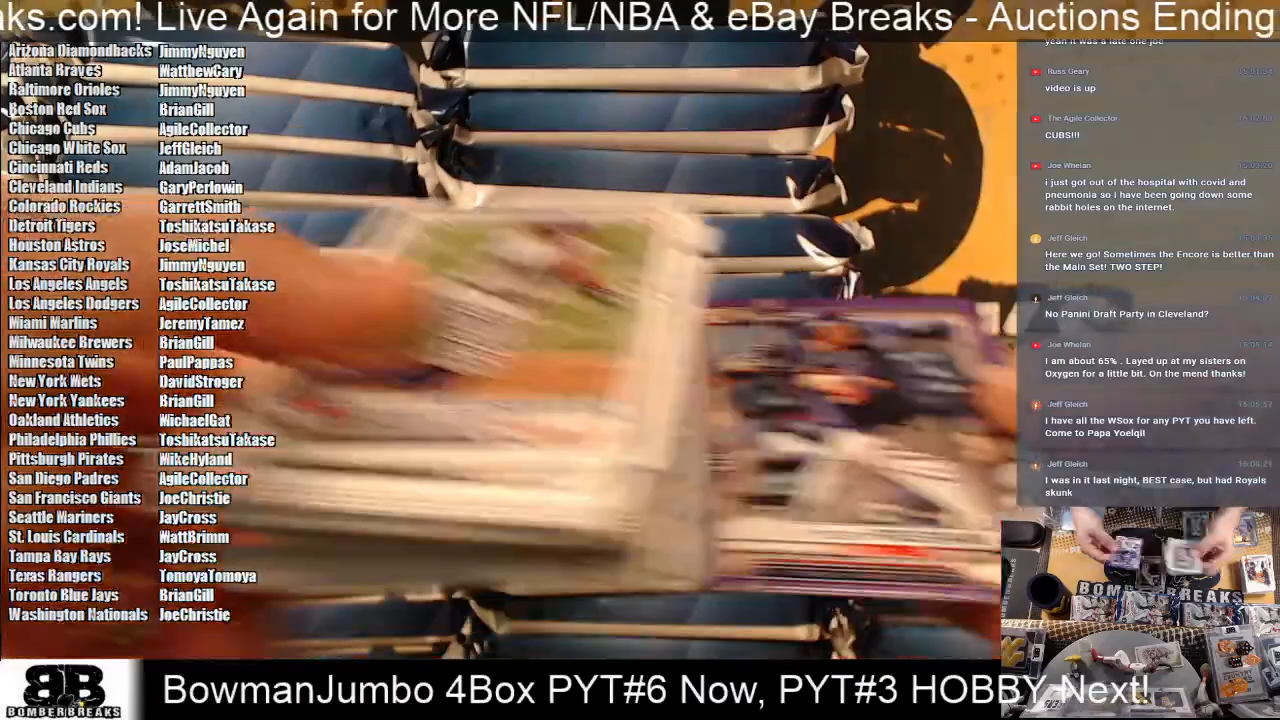 ks.com! Live Again for More NFL/NBA & eBay Breaks - Auctions Ending
Arizona Diamondbacks JimmyNguyen
Atlanta Braves MatthewCary
Baltimore Orioles JimmyNguyen
Boston Red Sox BrianGill
Chicago Cubs AgileCollector
Chicago White Sox JeffGleich
Cincinnati Reds AdamJacob
Cleveland Indians GaryPerlowin
Colorado Rockies GarrettSmith
Detroit Tigers ToshikatsuTakase
Houston Astros JoseMichel
Kansas City Royals JimmyNguyen
Los Angeles Angels ToshikatsuTakase
Los Angeles Dodgers AgileCollector
Miami Marlins JeremyTamez
Milwaukee Brewers BrianGill
Minnesota Twins PaulPappas
New York Mets DavidStroger
New York Yankees BrianGill
Oakland Athletics MichaelGat
Philadelphia Phillies ToshikatsuTakase
Pittsburgh Pirates MikeHyland
San Diego Padres AgileCollector
San Francisco Giants JoeChristie
Seattle Mariners JayCross
St. Louis Cardinals MattBrimm
Tampa Bay Rays JayCross
Texas Rangers TomoyaTomoya
Toronto Blue Jays BrianGill
Washington Nationals JoeChristie
yeah it was a late one joe
Russ Geary
video is up
The Agile Collector
CUBS!!!
Joe Whelan
i just got out of the hospital with covid and
pneumonia so i have been going down some
rabbit holes on the internet.
Jeff Gleich
Here we go! Sometimes the Encore is better than
the Main Set! TWO STEP!
Jeff Gleich
No Panini Draft Party in Cleveland?
Joe Whelan
I am about 65% . Layed up at my sisters on
Oxygen for a little bit. On the mend thanks!
Jeff Gleich
I have all the WSox for any PYT you have left.
Come to Papa Yoelqi!
Jeff Gleich
I was in it last night, BEST case, but had Royals
skunk
BOMBERBREAKS
BB
BOMBERBREAKS
BowmanJumbo 4Box PYT#6 Now, PYT#3 HOBBY Next!